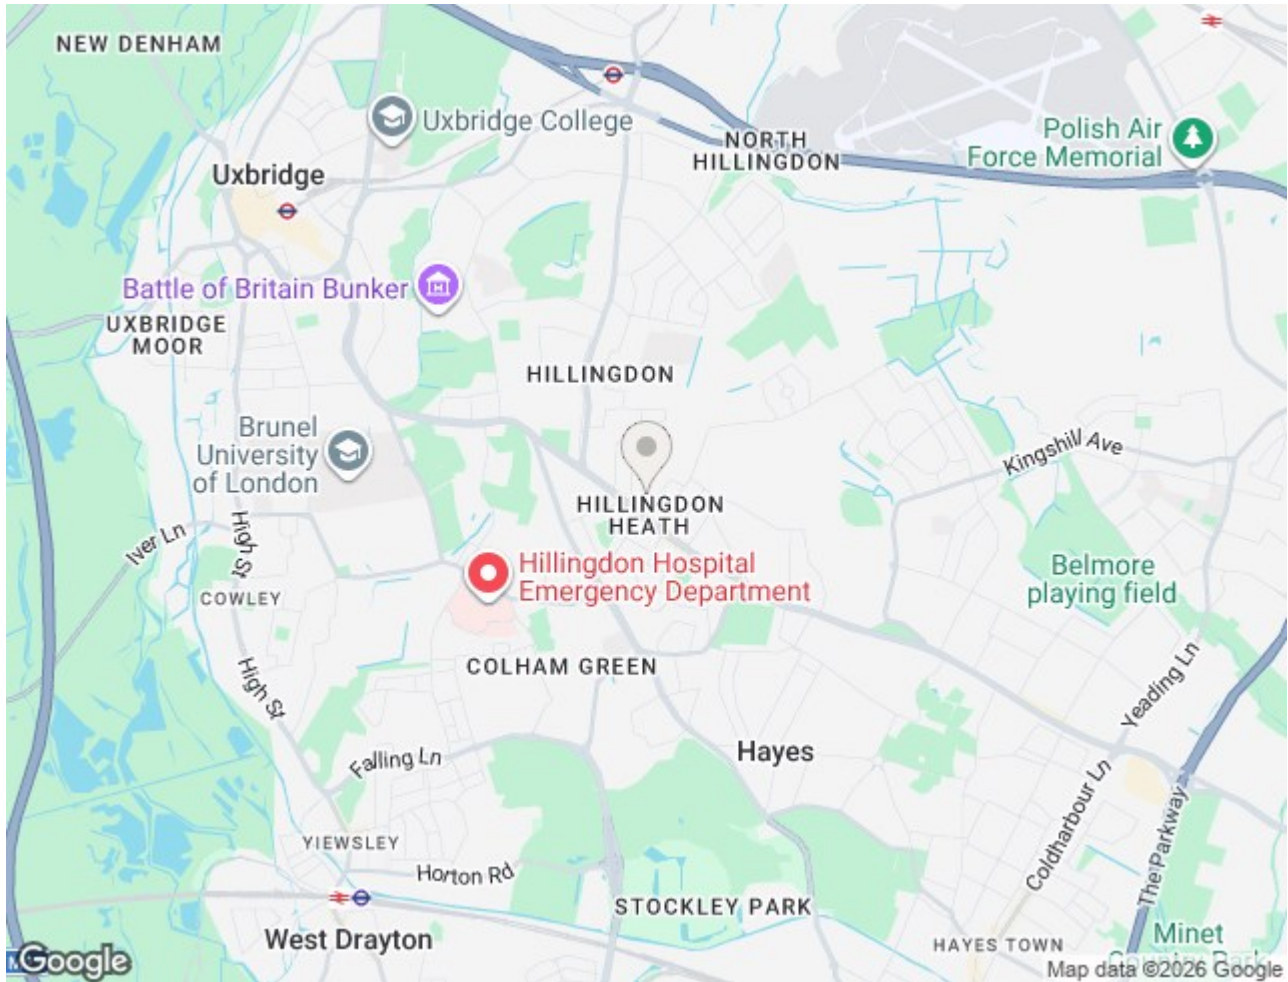 NEW DENHAM
Uxbridge College
NORTH
HILLINGDON
Polish Air
Force Memorial
Uxbridge
Battle of Britain Bunker
UXBRIDGE
MOOR
HILLINGDON
Brunel
University
of London
Kingshill Ave
HILLINGDON
HEATH
High St
Iver Ln
Hillingdon Hospital
Emergency Department
Belmore
playing field
COWLEY
COLHAM GREEN
High St
Yeading Ln
Falling Ln
Hayes
Coldharbour Ln
The Parkway
YIEWSLEY
Horton Rd
STOCKLEY PARK
West Drayton
HAYES TOWN
Minet
Country Park
Google
Map data ©2026 Google